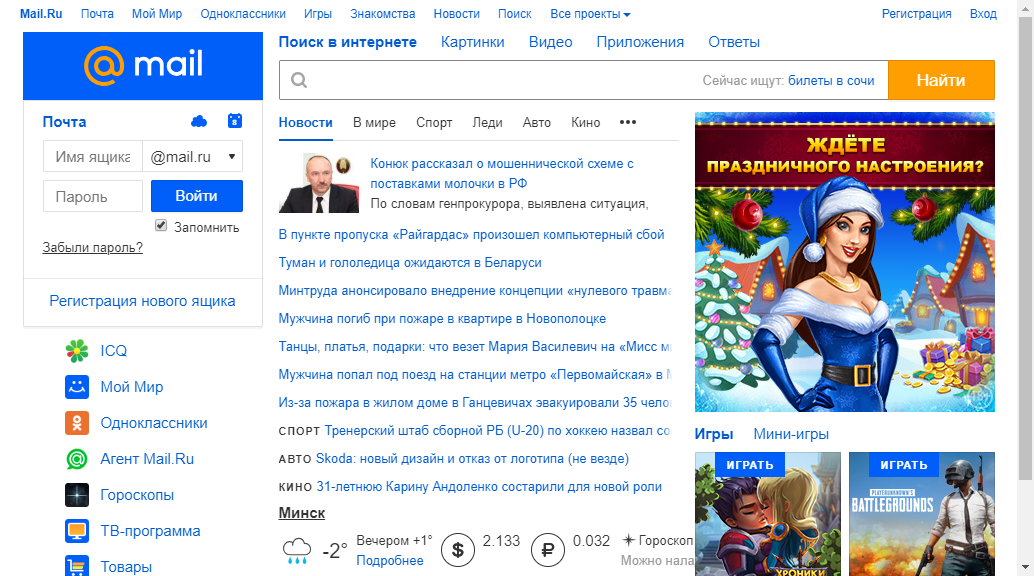 Mail.Ru Почта Мой Мир Одноклассники Игры Знакомства Новости Поиск Все проекты Регистрация Вход
@mail
Почта
8
Имя ящика @mail.ru
Пароль Войти
Запомнить
Забыли пароль?
Регистрация нового ящика
ICQ
Мой Мир
Одноклассники
Агент Mail.Ru
Гороскопы
ТВ-программа
Товары
Поиск в интернете Картинки Видео Приложения Ответы
Сейчас ищут: билеты в сочи Найти
Новости В мире Спорт Леди Авто Кино •••
Конюк рассказал о мошеннической схеме с
поставками молочки в РФ
По словам генпрокурора, выявлена ситуация,
В пункте пропуска «Райгардас» произошел компьютерный сбой
Туман и гололедица ожидаются в Беларуси
Минтруда анонсировало внедрение концепции «нулевого травма
Мужчина погиб при пожаре в квартире в Новополоцке
Танцы, платья, подарки: что везет Мария Василевич на «Мисс м
Мужчина попал под поезд на станции метро «Первомайская» в М
Из-за пожара в жилом доме в Ганцевичах эвакуировали 35 чело
СПОРТ Тренерский штаб сборной РБ (U-20) по хоккею назвал со
АВТО Skoda: новый дизайн и отказ от логотипа (не везде)
КИНО 31-летнюю Карину Андоленко состарили для новой роли
Минск
-2° Вечером +1° $ 2.133 ₽ 0.032 Гороскоп
Подробнее Можно нала
ЖДЁТЕ
ПРАЗДНИЧНОГО НАСТРОЕНИЯ?
18+
Игры Мини-игры
ИГРАТЬ
ХРОНИКИ
ИГРАТЬ
PLAYERUNKNOWN'S
BATTLEGROUNDS